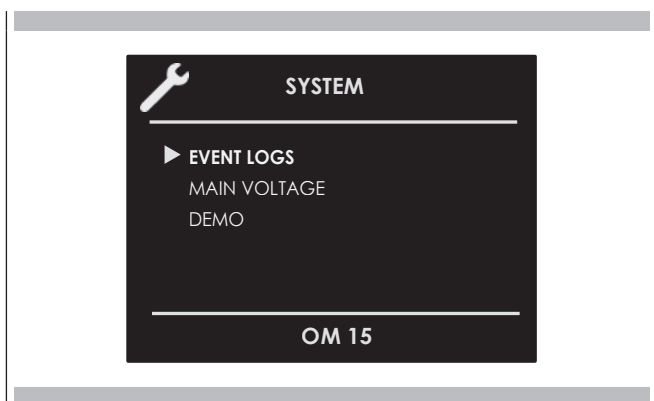 SYSTEM
EVENT LOGS
MAIN VOLTAGE
DEMO
OM 15